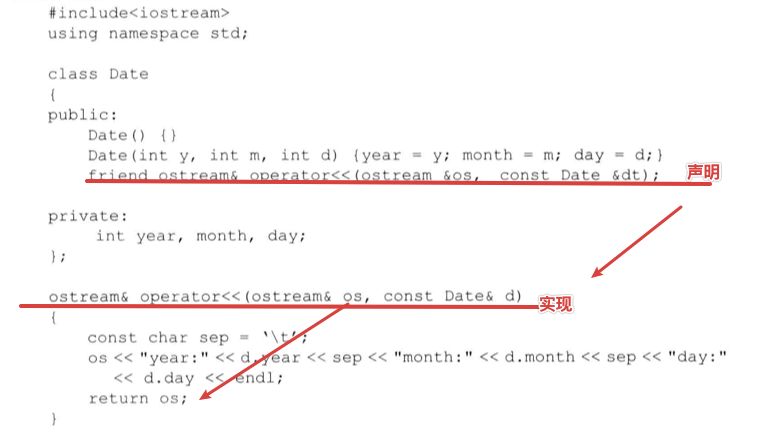 #include<iostream>
using namespace std;
class Date
{
public:
Date() {}
Date(int y, int m, int d) {year = y; month = m; day = d;}
friend ostream& operator<<(ostream &os, const Date &dt);
声明
private:
int year, month, day;
};
ostream& operator<<(ostream& os, const Date& d)
实现
{
const char sep = '\t';
os << "year:" << d.year << sep << "month:" << d.month << sep << "day:"
<< d.day << endl;
return os;
}